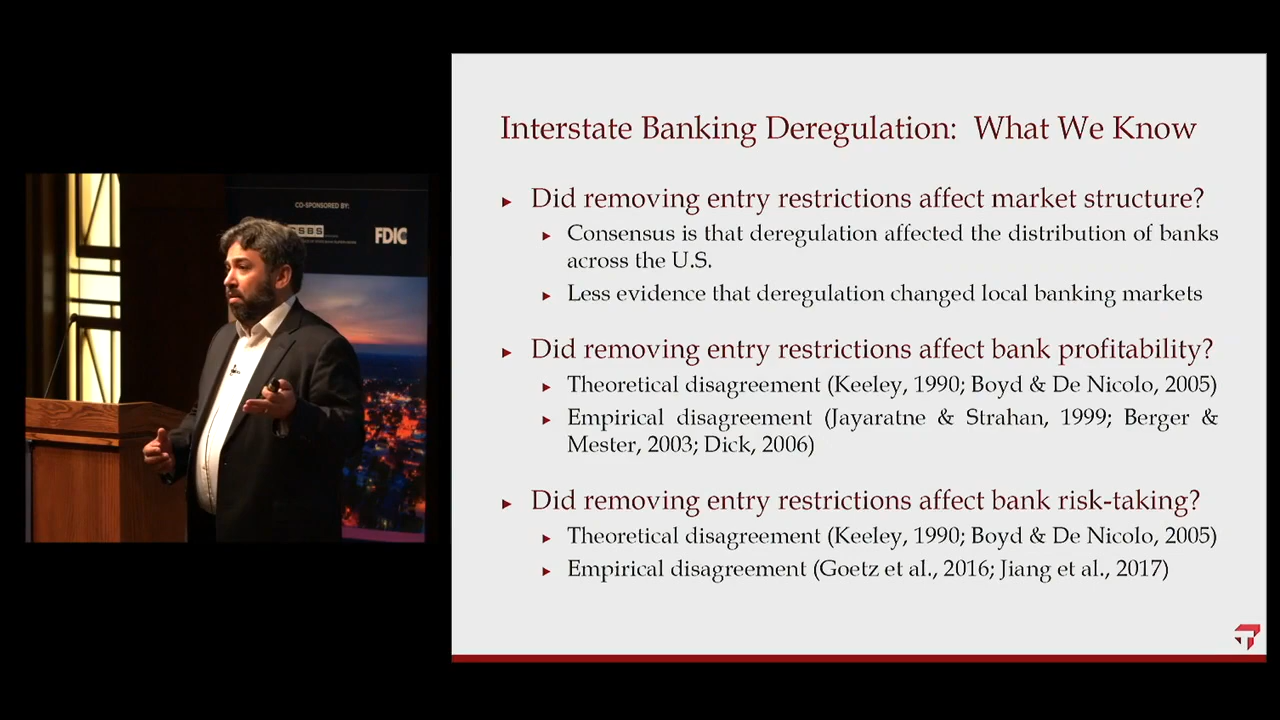 CO-SPONSORED BY:
SBS
FDIC
Interstate Banking Deregulation: What We Know
Did removing entry restrictions affect market structure?
Consensus is that deregulation affected the distribution of banks
across the U.S.
Less evidence that deregulation changed local banking markets
Did removing entry restrictions affect bank profitability?
Theoretical disagreement (Keeley, 1990; Boyd & De Nicolo, 2005)
Empirical disagreement (Jayaratne & Strahan, 1999; Berger &
Mester, 2003; Dick, 2006)
Did removing entry restrictions affect bank risk-taking?
Theoretical disagreement (Keeley, 1990; Boyd & De Nicolo, 2005)
Empirical disagreement (Goetz et al., 2016; Jiang et al., 2017)
T